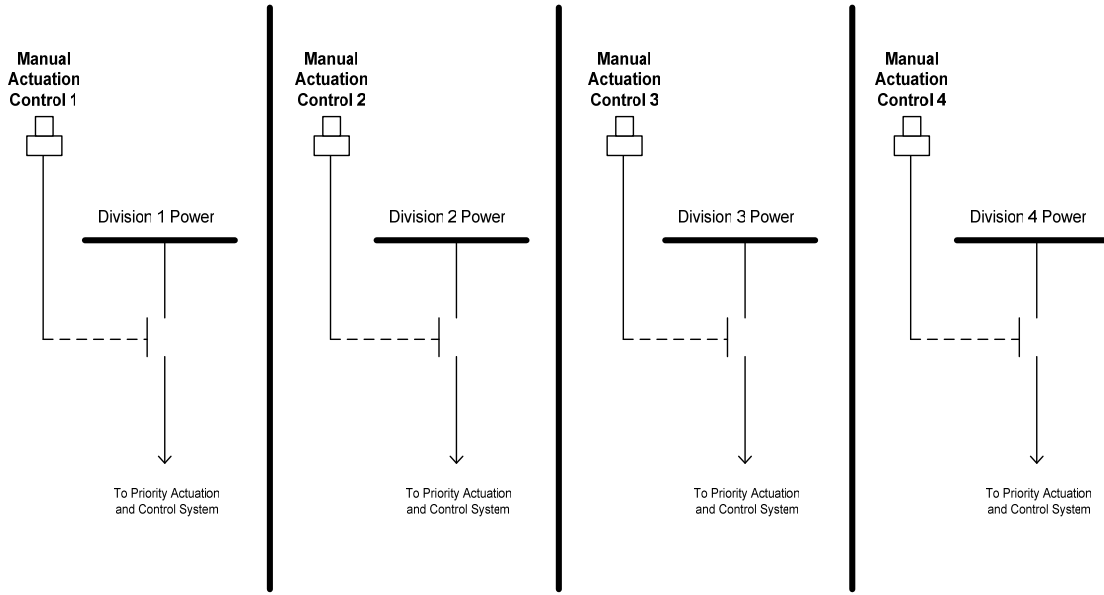 Manual
Actuation
Control 1
Division 1 Power
To Priority Actuation
and Control System
Manual
Actuation
Control 2
Division 2 Power
To Priority Actuation
and Control System
Manual
Actuation
Control 3
Division 3 Power
To Priority Actuation
and Control System
Manual
Actuation
Control 4
Division 4 Power
To Priority Actuation
and Control System